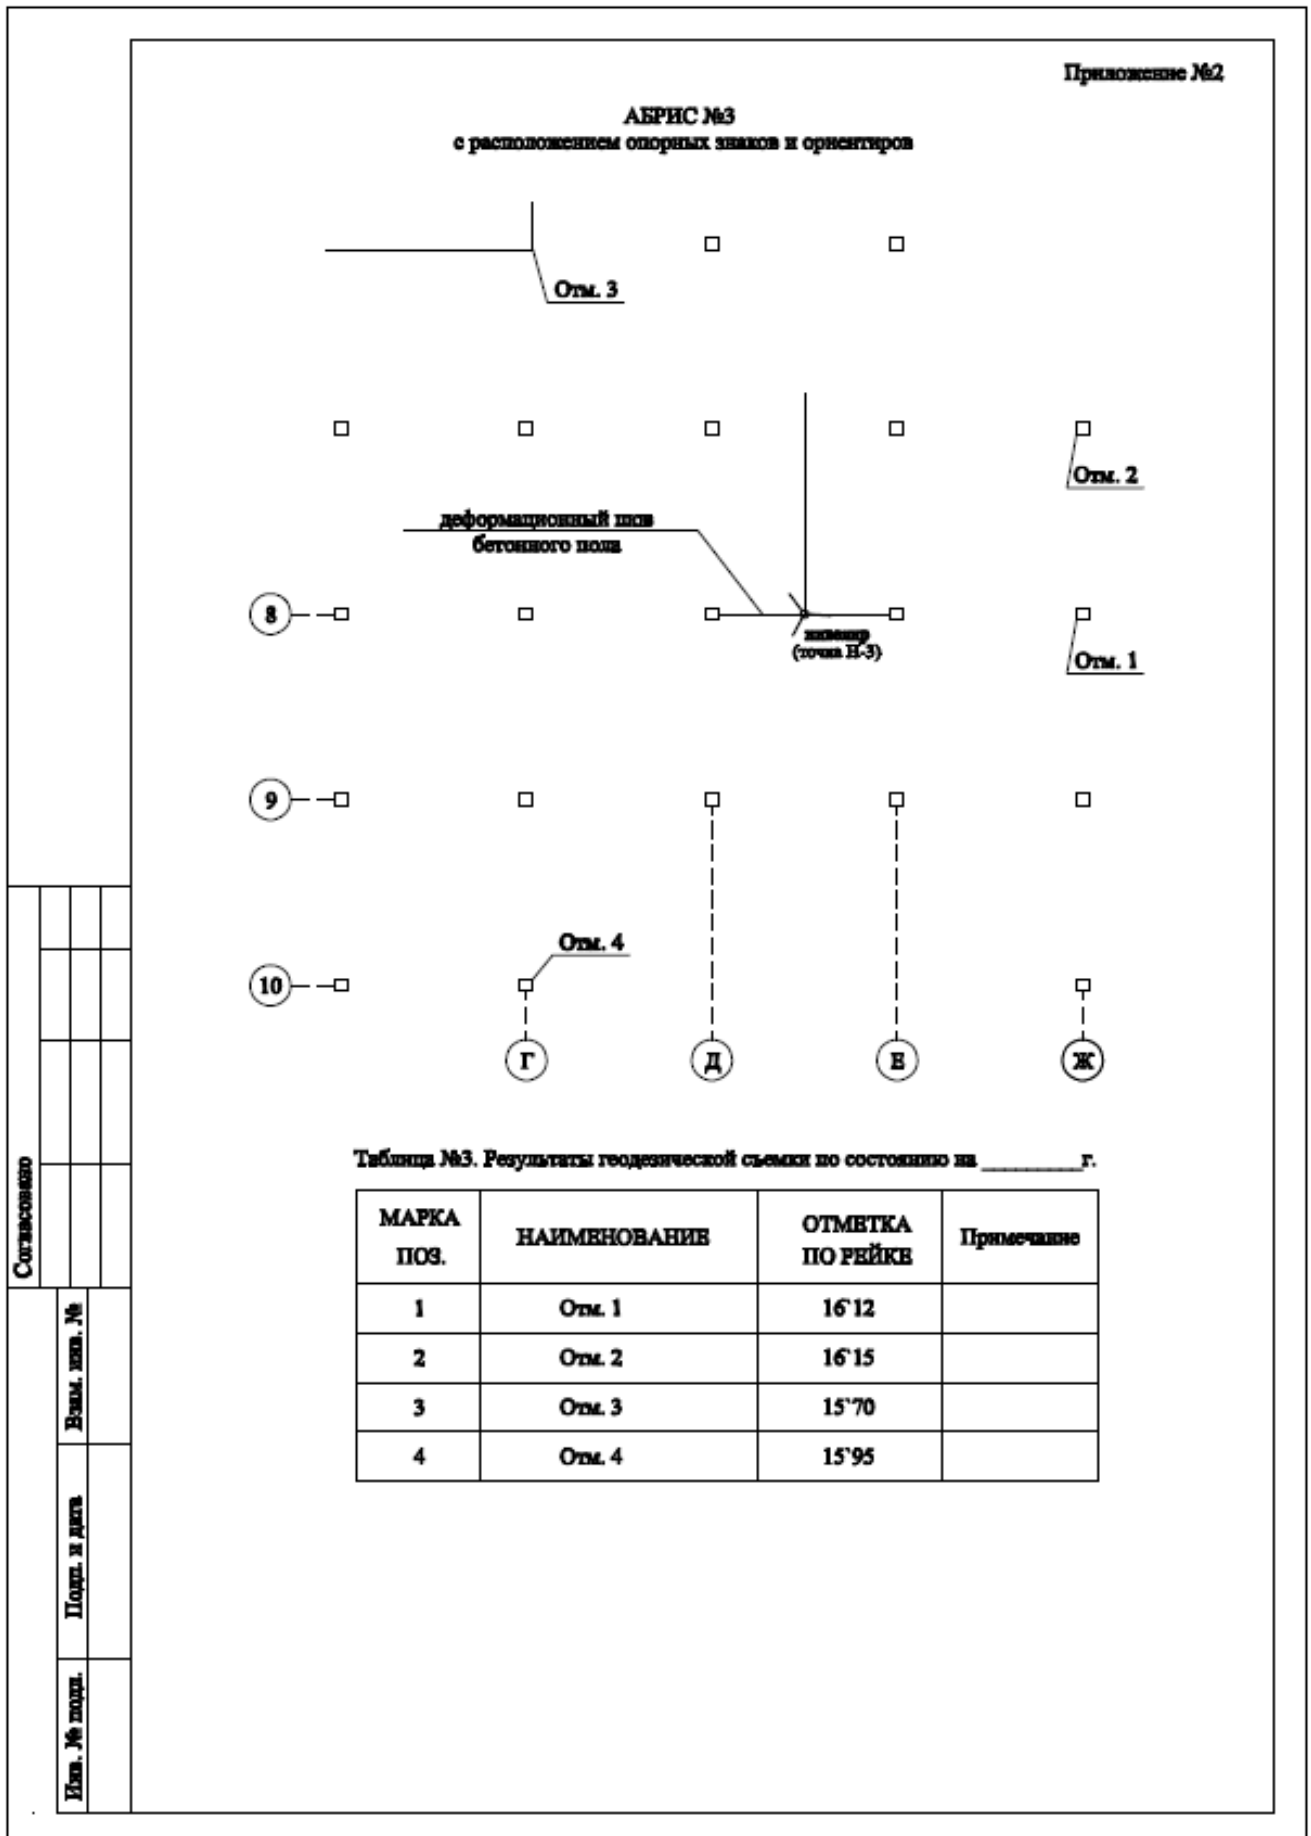 Приложение №2
АБРИС №3
с расположением опорных знаков и ориентиров
Отм. 3
Отм. 2
деформационный шов
бетонного пола
8
нивелир
(точка Н-3)
Отм. 1
9
Отм. 4
10
Г Д Е Ж
Таблица №3. Результаты геодезической съемки по состоянию на _________г.
МАРКА ПОЗ. НАИМЕНОВАНИЕ ОТМЕТКА ПО РЕЙКЕ Примечание
1 Отм. 1 16`12
2 Отм. 2 16`15
3 Отм. 3 15`70
4 Отм. 4 15`95
Согласовано
Взам. инв. №
Подп. и дата
Инв. № подл.